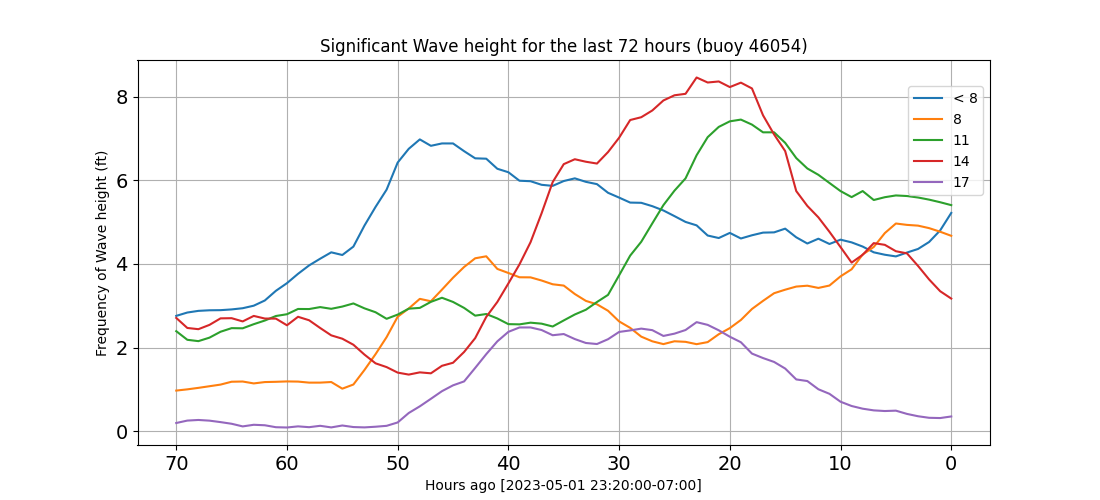 Significant Wave height for the last 72 hours (buoy 46054)
Frequency of Wave height (ft)
8
6
4
2
0
< 8
8
11
14
17
70 60 50 40 30 20 10 0
Hours ago [2023-05-01 23:20:00-07:00]